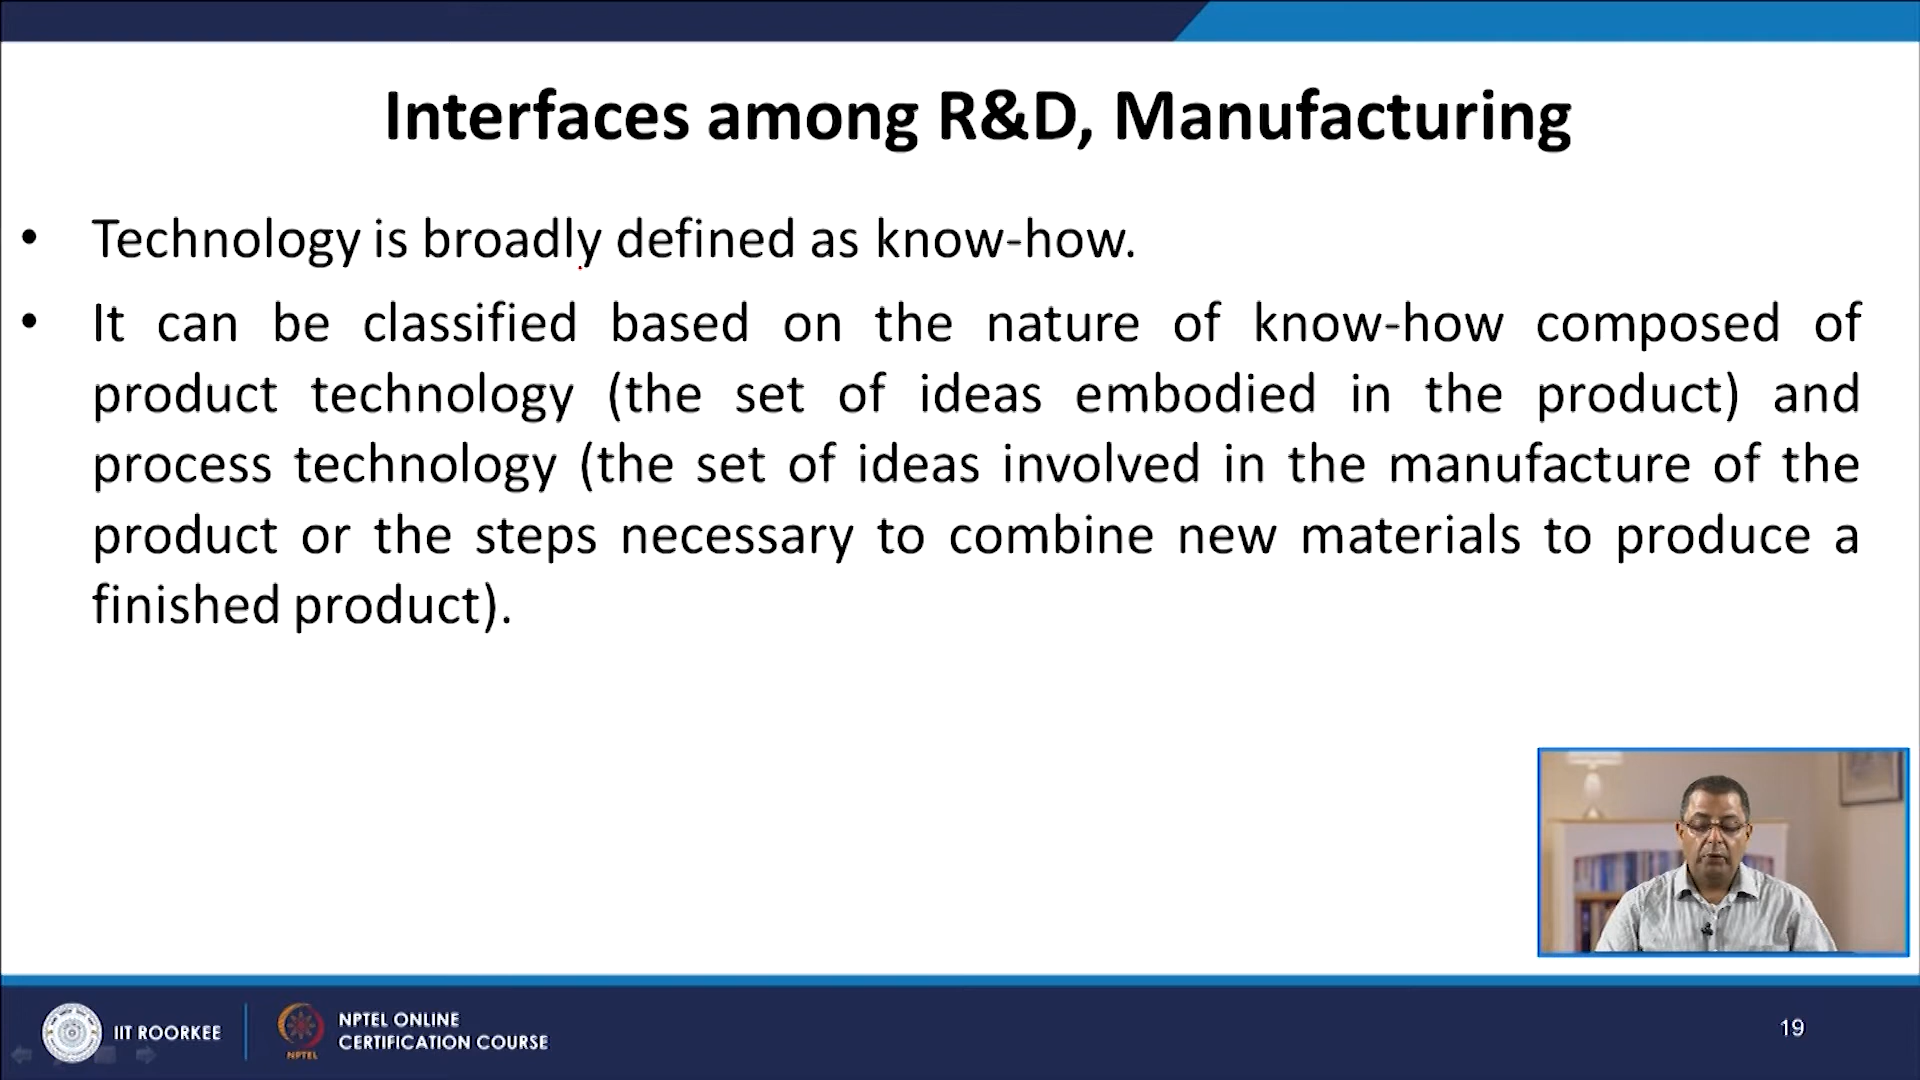 Interfaces among R&D, Manufacturing
• Technology is broadly defined as know-how.
• It can be classified based on the nature of know-how composed of
product technology (the set of ideas embodied in the product) and
process technology (the set of ideas involved in the manufacture of the
product or the steps necessary to combine new materials to produce a
finished product).
IIT ROORKEE
NPTEL
NPTEL ONLINE
CERTIFICATION COURSE
19